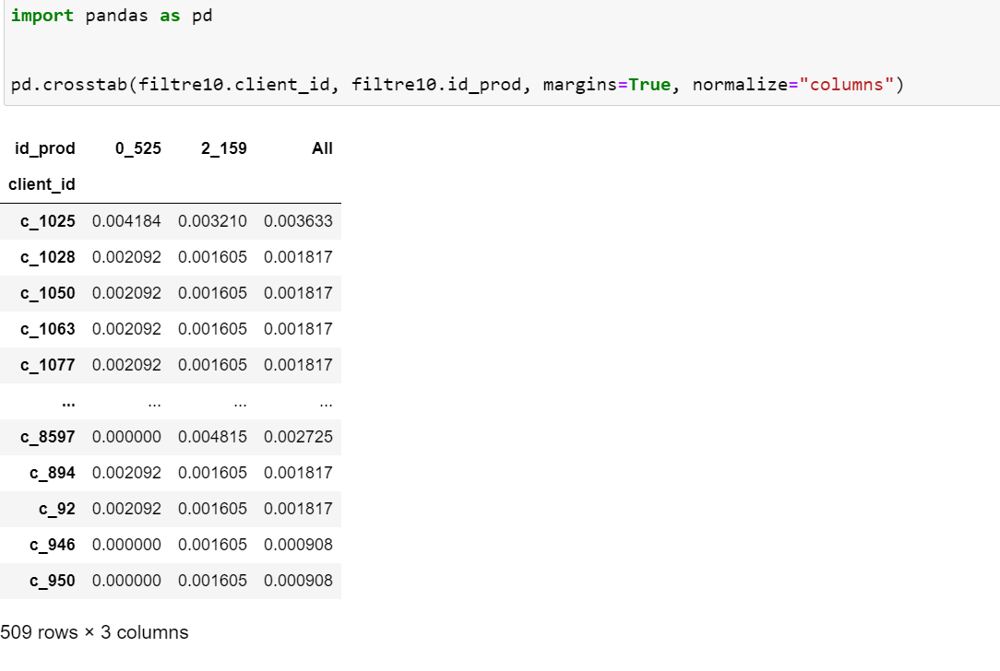 import pandas as pd
pd.crosstab(filtre10.client_id, filtre10.id_prod, margins=True, normalize="columns")
id_prod 0_525 2_159 All
client_id
c_1025 0.004184 0.003210 0.003633
c_1028 0.002092 0.001605 0.001817
c_1050 0.002092 0.001605 0.001817
c_1063 0.002092 0.001605 0.001817
c_1077 0.002092 0.001605 0.001817
... ... ... ...
c_8597 0.000000 0.004815 0.002725
c_894 0.002092 0.001605 0.001817
c_92 0.002092 0.001605 0.001817
c_946 0.000000 0.001605 0.000908
c_950 0.000000 0.001605 0.000908
509 rows × 3 columns